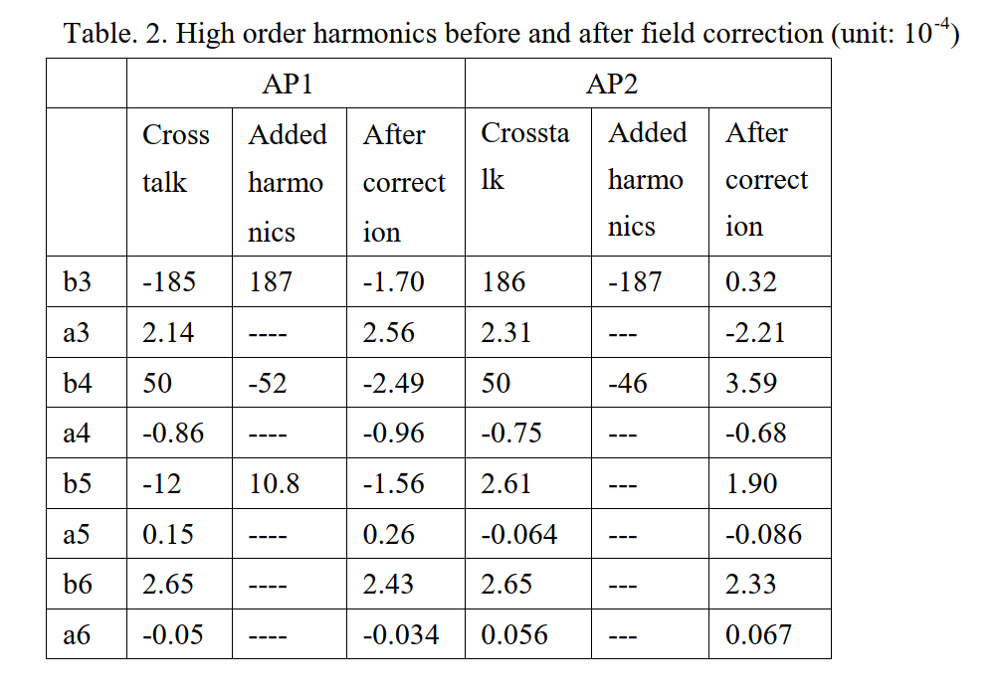 Table. 2. High order harmonics before and after field correction (unit: 10⁻⁴)
AP1 AP2
Cross Added After Crossta Added After
talk harmo correct lk harmo correct
nics ion nics ion
b3 -185 187 -1.70 186 -187 0.32
a3 2.14 ---- 2.56 2.31 --- -2.21
b4 50 -52 -2.49 50 -46 3.59
a4 -0.86 ---- -0.96 -0.75 --- -0.68
b5 -12 10.8 -1.56 2.61 --- 1.90
a5 0.15 ---- 0.26 -0.064 --- -0.086
b6 2.65 ---- 2.43 2.65 --- 2.33
a6 -0.05 ---- -0.034 0.056 --- 0.067